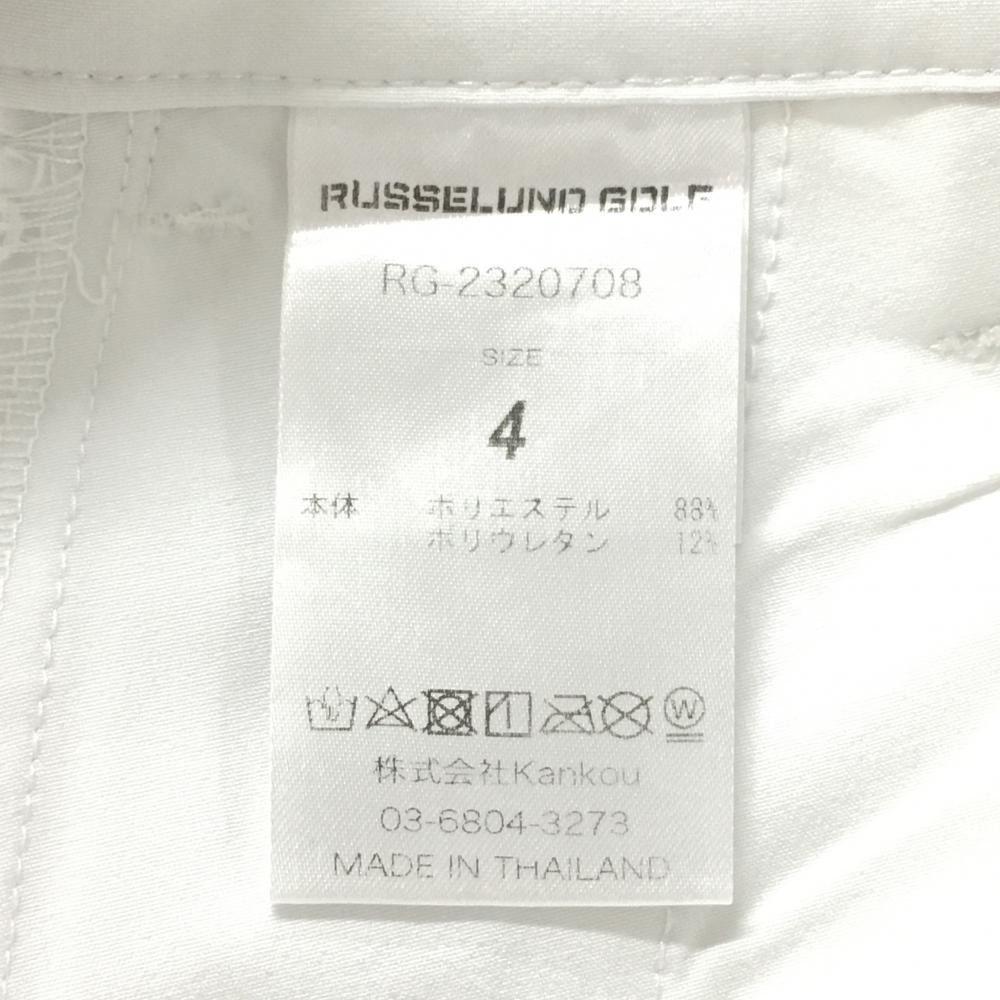 RUSSELUNO GOLF
RG-2320708
SIZE
4
本体 ポリエステル 88%
ポリウレタン 12%
W
株式会社Kankou
03-6804-3273
MADE IN THAILAND